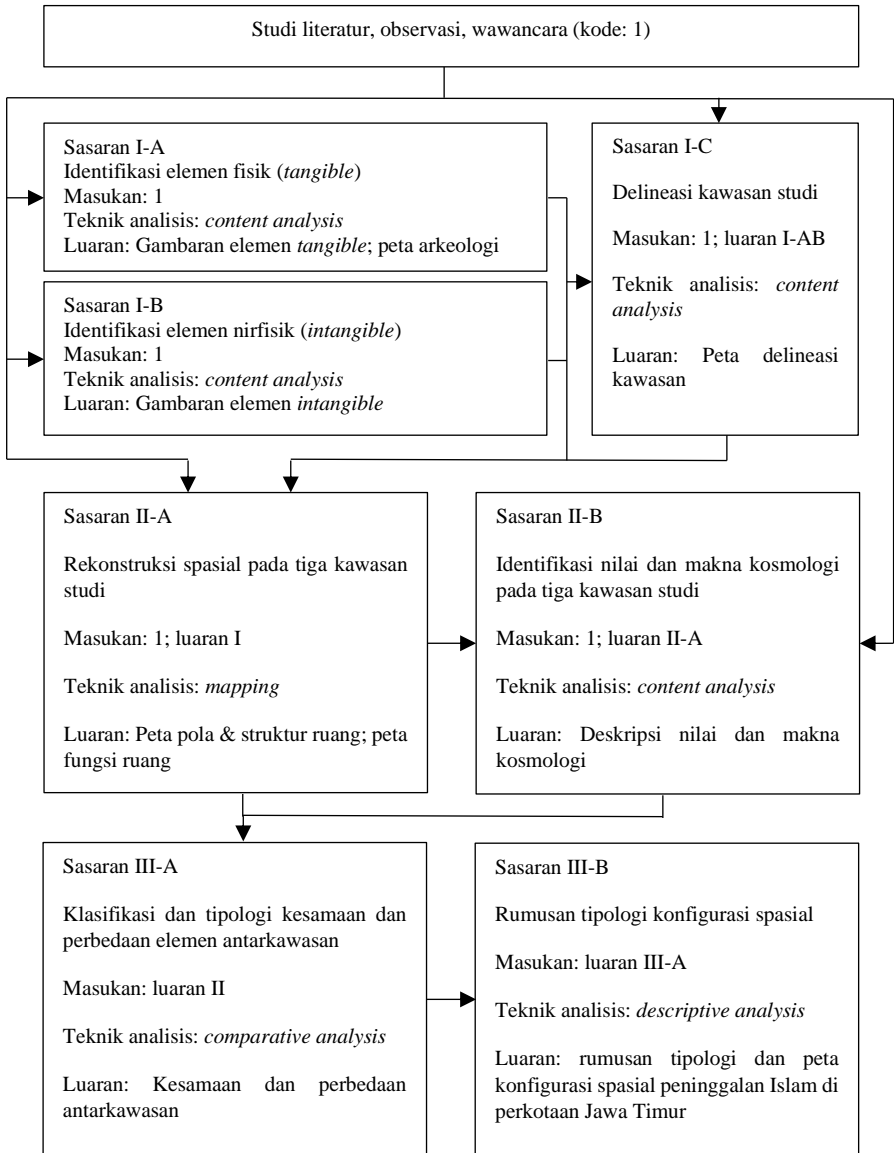 Studi literatur, observasi, wawancara (kode: 1)
Sasaran I-A
Identifikasi elemen fisik (tangible)
Masukan: 1
Teknik analisis: content analysis
Luaran: Gambaran elemen tangible; peta arkeologi
Sasaran I-B
Identifikasi elemen nirfisik (intangible)
Masukan: 1
Teknik analisis: content analysis
Luaran: Gambaran elemen intangible
Sasaran I-C
Delineasi kawasan studi
Masukan: 1; luaran I-AB
Teknik analisis: content
analysis
Luaran: Peta delineasi
kawasan
Sasaran II-A
Rekonstruksi spasial pada tiga kawasan
studi
Masukan: 1; luaran I
Teknik analisis: mapping
Luaran: Peta pola & struktur ruang; peta
fungsi ruang
Sasaran II-B
Identifikasi nilai dan makna kosmologi
pada tiga kawasan studi
Masukan: 1; luaran II-A
Teknik analisis: content analysis
Luaran: Deskripsi nilai dan makna
kosmologi
Sasaran III-A
Klasifikasi dan tipologi kesamaan dan
perbedaan elemen antarkawasan
Masukan: luaran II
Teknik analisis: comparative analysis
Luaran: Kesamaan dan perbedaan
antarkawasan
Sasaran III-B
Rumusan tipologi konfigurasi spasial
Masukan: luaran III-A
Teknik analisis: descriptive analysis
Luaran: rumusan tipologi dan peta
konfigurasi spasial peninggalan Islam di
perkotaan Jawa Timur